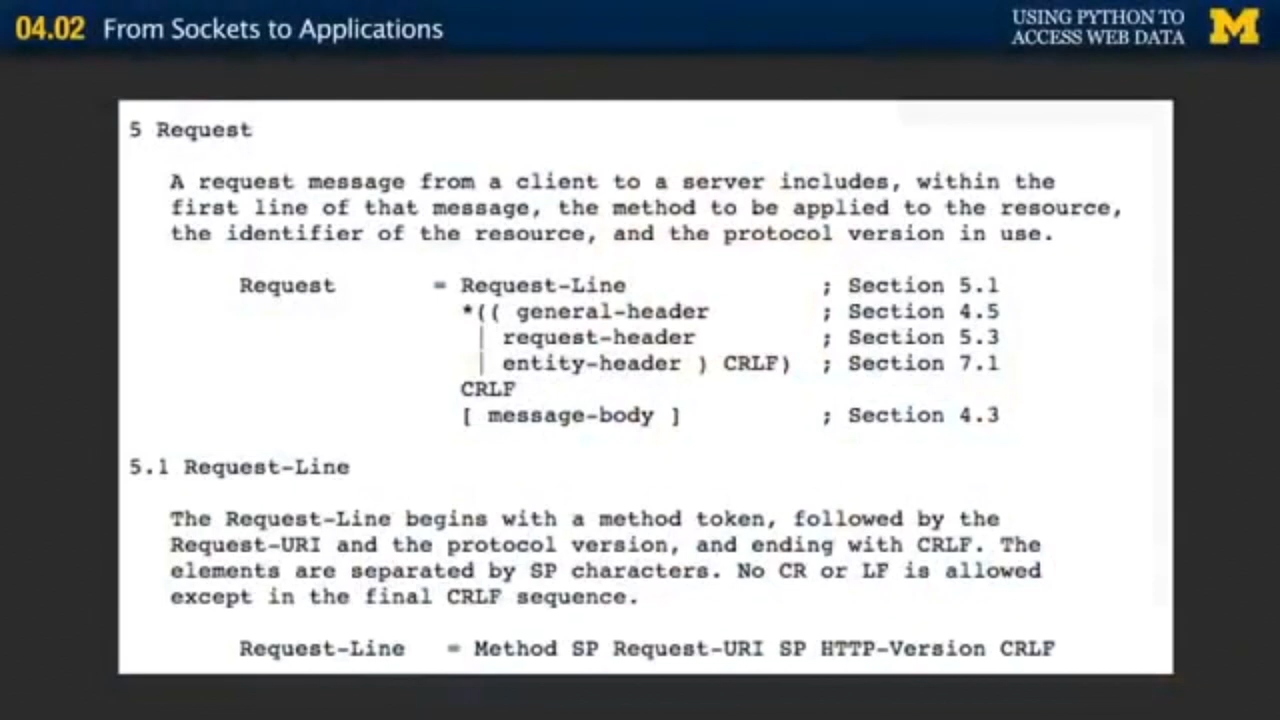 04.02 From Sockets to Applications
USING PYTHON TO
ACCESS WEB DATA
M
5 Request
A request message from a client to a server includes, within the
first line of that message, the method to be applied to the resource,
the identifier of the resource, and the protocol version in use.
Request = Request-Line ; Section 5.1
*(( general-header ; Section 4.5
| request-header ; Section 5.3
| entity-header ) CRLF) ; Section 7.1
CRLF
[ message-body ] ; Section 4.3
5.1 Request-Line
The Request-Line begins with a method token, followed by the
Request-URI and the protocol version, and ending with CRLF. The
elements are separated by SP characters. No CR or LF is allowed
except in the final CRLF sequence.
Request-Line = Method SP Request-URI SP HTTP-Version CRLF